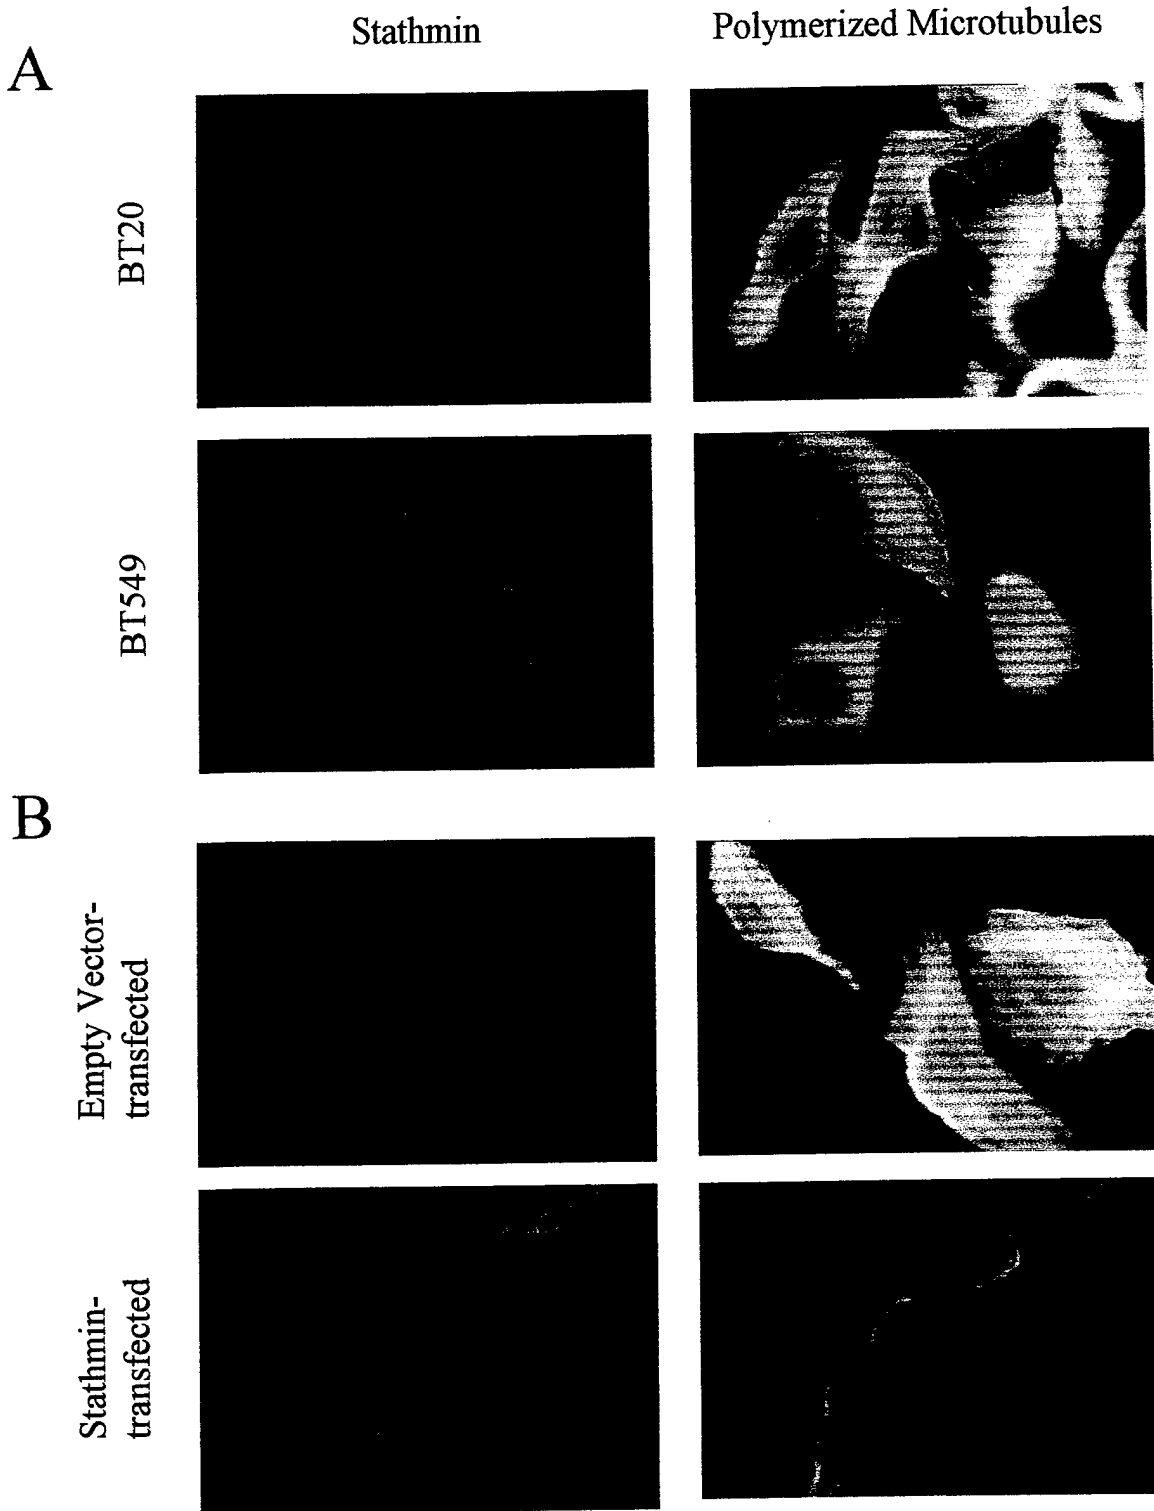 Stathmin
Polymerized Microtubules
A
BT20
BT549
B
Empty Vector-
transfected
Stathmin-
transfected